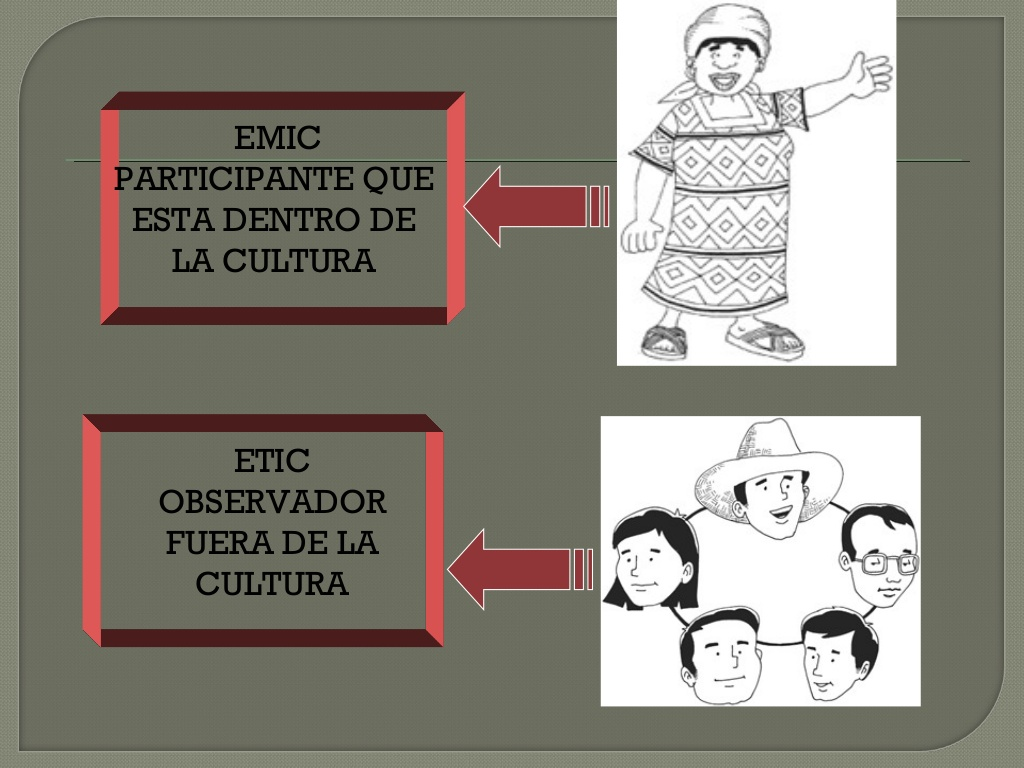 EMIC
PARTICIPANTE QUE
ESTA DENTRO DE
LA CULTURA
ETIC
OBSERVADOR
FUERA DE LA
CULTURA